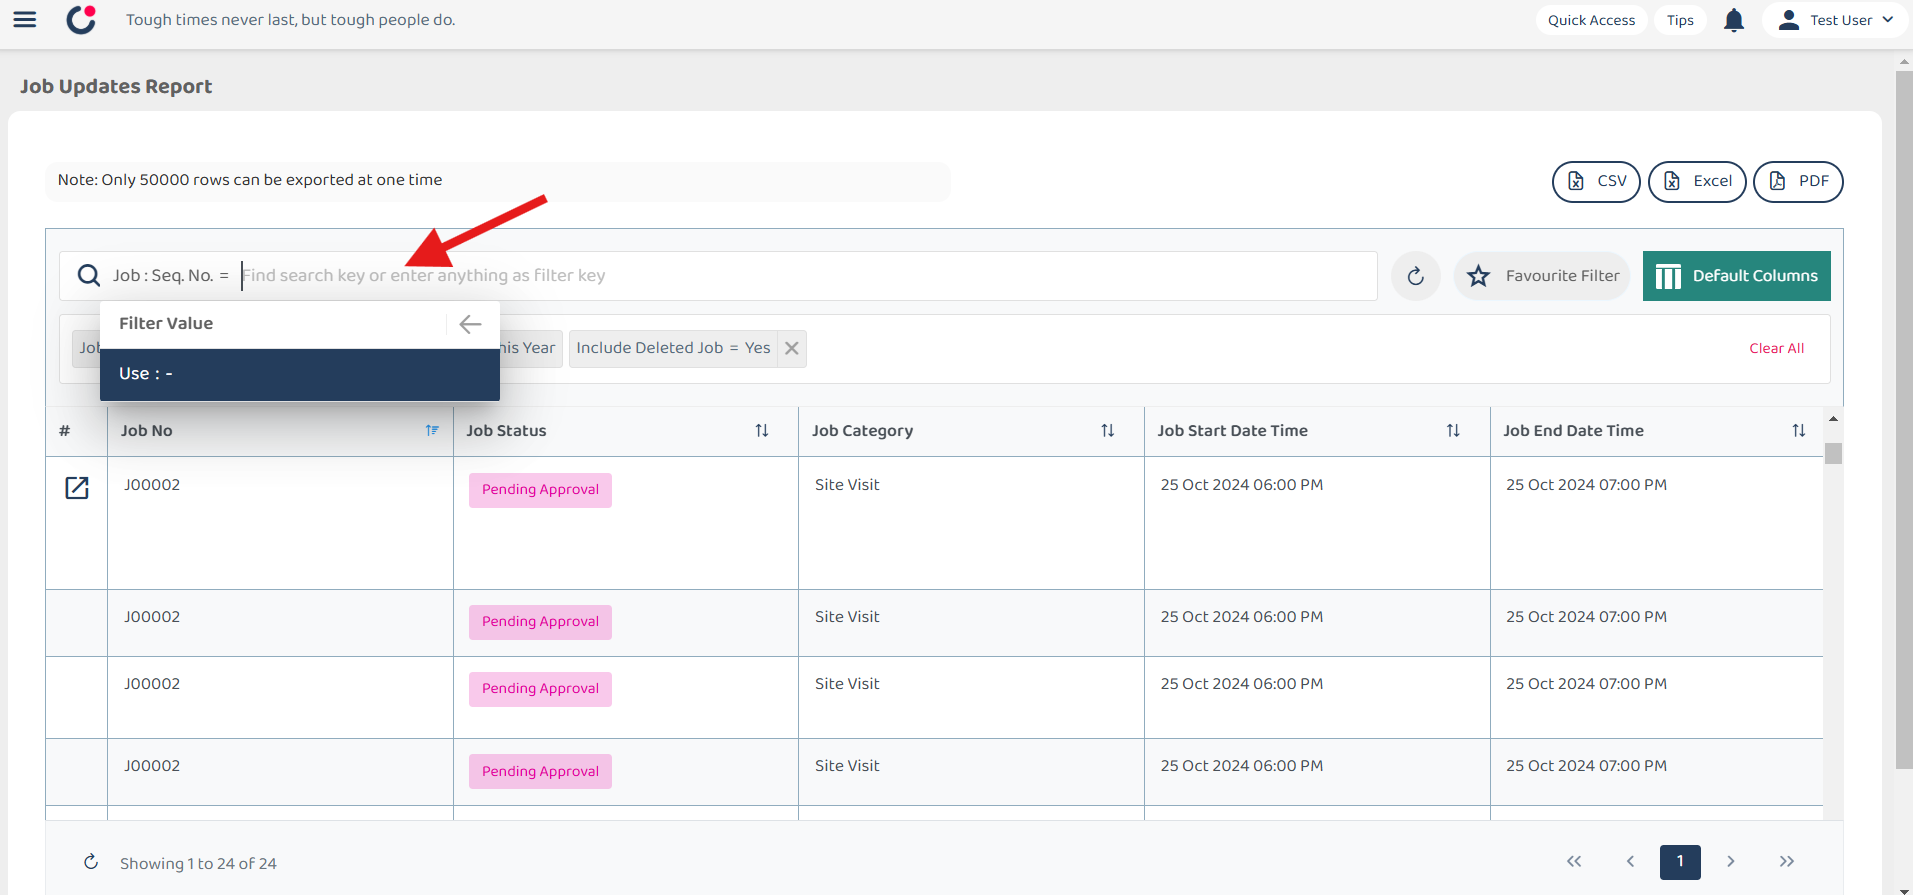 Tough times never last, but tough people do.
Quick Access
Tips
Test User
Job Updates Report
Note: Only 50000 rows can be exported at one time
CSV
Excel
PDF
Job : Seq. No. = Find search key or enter anything as filter key
Favourite Filter
Default Columns
Filter Value
his Year
Include Deleted Job = Yes
Clear All
Use : -
# Job No Job Status Job Category Job Start Date Time Job End Date Time
J00002 Pending Approval Site Visit 25 Oct 2024 06:00 PM 25 Oct 2024 07:00 PM
J00002 Pending Approval Site Visit 25 Oct 2024 06:00 PM 25 Oct 2024 07:00 PM
J00002 Pending Approval Site Visit 25 Oct 2024 06:00 PM 25 Oct 2024 07:00 PM
J00002 Pending Approval Site Visit 25 Oct 2024 06:00 PM 25 Oct 2024 07:00 PM
Showing 1 to 24 of 24
1